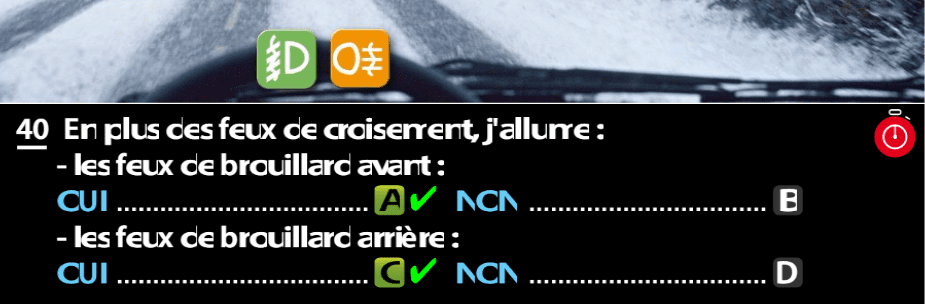 40 En plus des feux de croisement, j'allume :
- les feux de brouillard avant :
OUI .................................... A ✔ NON .................................. B
- les feux de brouillard arrière :
OUI .................................... C ✔ NON .................................. D